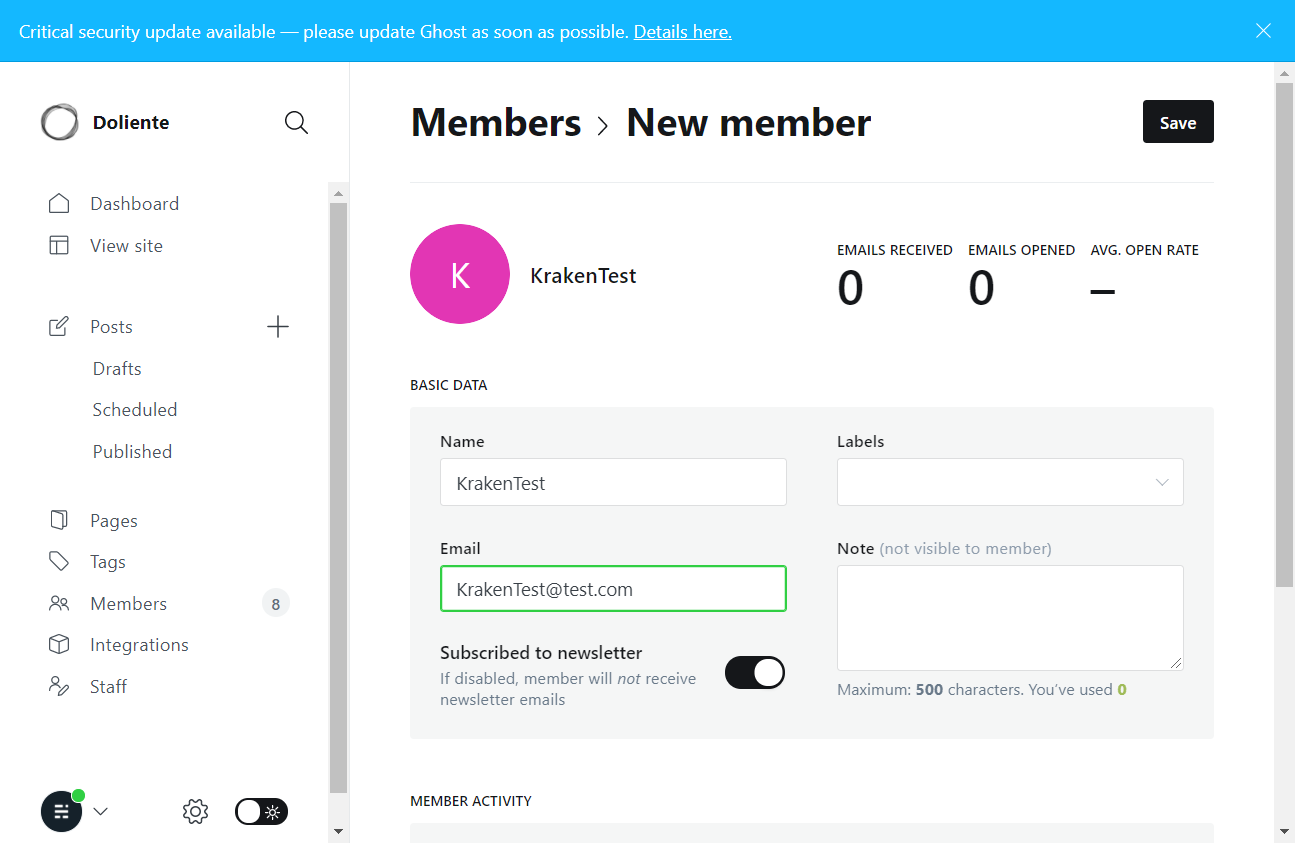 Critical security update available — please update Ghost as soon as possible. Details here.
Doliente
Dashboard
View site
Posts
Drafts
Scheduled
Published
Pages
Tags
Members 8
Integrations
Staff
Members > New member
Save
K
KrakenTest
EMAILS RECEIVED EMAILS OPENED AVG. OPEN RATE
0 0 –
BASIC DATA
Name
KrakenTest
Email
KrakenTest@test.com
Subscribed to newsletter
If disabled, member will not receive
newsletter emails
Labels
Note (not visible to member)
Maximum: 500 characters. You’ve used 0
MEMBER ACTIVITY